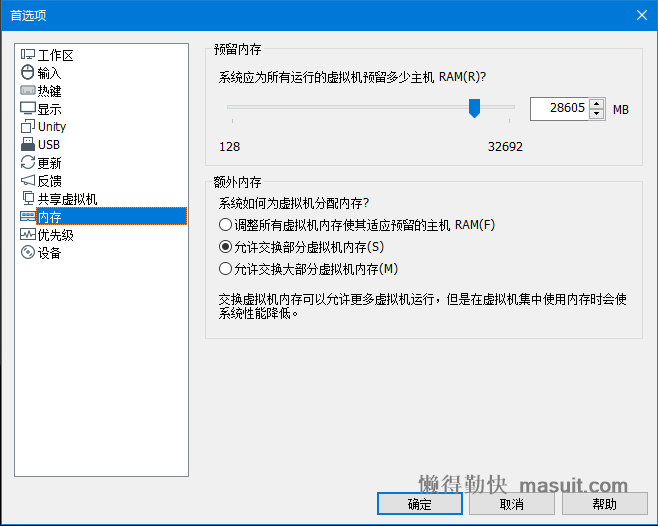 首选项
工作区
输入
热键
显示
Unity
USB
更新
反馈
共享虚拟机
内存
优先级
设备
预留内存
系统应为所有运行的虚拟机预留多少主机 RAM(R)?
28605 MB
128 32692
额外内存
系统如何为虚拟机分配内存?
调整所有虚拟机内存使其适应预留的主机 RAM(F)
允许交换部分虚拟机内存(S)
允许交换大部分虚拟机内存(M)
交换虚拟机内存可以允许更多虚拟机运行，但是在虚拟机集中使用内存时会使
系统性能降低。
懒得勤快 masuit.com
确定 取消 帮助